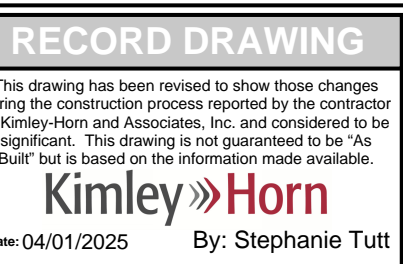 RECORD DRAWING
This drawing has been revised to show those changes
ring the construction process reported by the contractor
Kimley-Horn and Associates, Inc. and considered to be
significant. This drawing is not guaranteed to be “As
Built” but is based on the information made available.
Kimley»Horn
ate: 04/01/2025 By: Stephanie Tutt